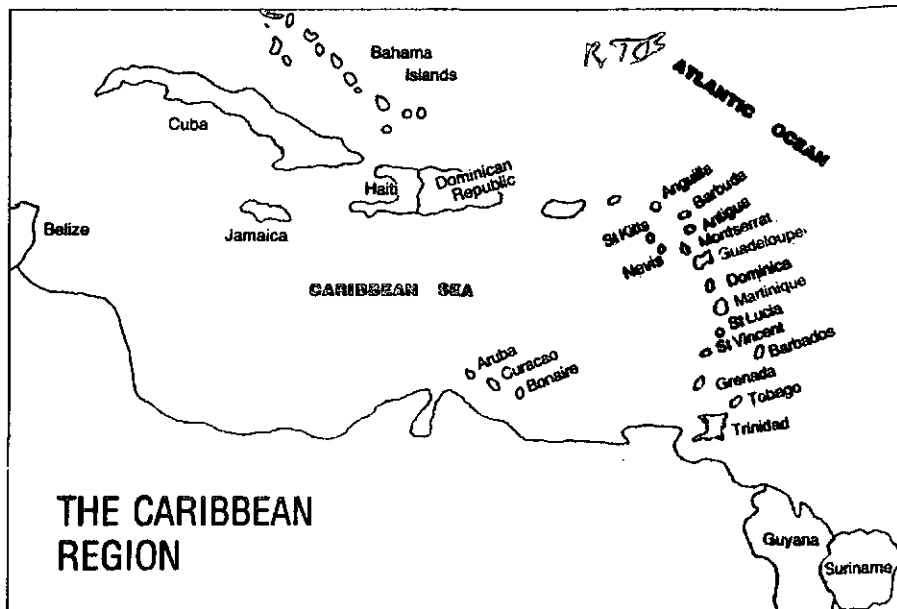 Bahama
Islands
ATLANTIC OCEAN
Cuba
Haiti
Dominican
Republic
Anguilla
Barbuda
Antigua
St Kitts
Montserrat
Nevis
Guadeloupe
Belize
Jamaica
CARIBBEAN SEA
Dominica
Martinique
St Lucia
St Vincent
Barbados
Aruba
Curacao
Bonaire
Grenada
Tobago
Trinidad
THE CARIBBEAN
REGION
Guyana
Suriname